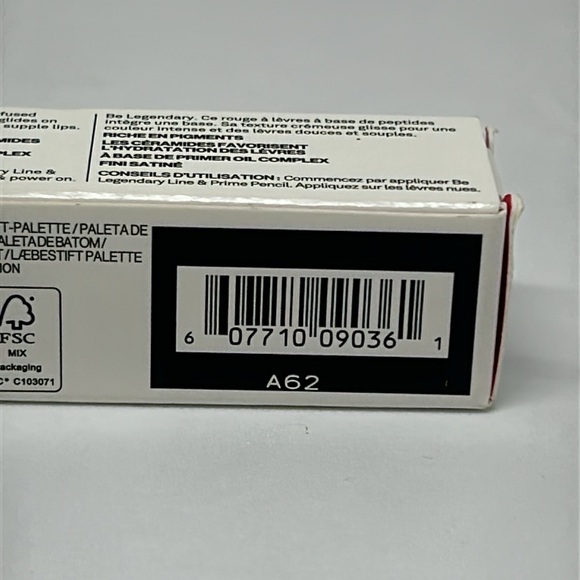 fused
glides on
supple lips.
MIDES
PLEX
y Line &
& power on.
Be Legendary. Ce rouge à lèvres à base de peptides
intègre une base. Sa texture crémeuse glisse pour une
couleur intense et des lèvres douces et souples.
RICHE EN PIGMENTS
LES CÉRAMIDES FAVORISENT
L'HYDRATATION DES LÈVRES
À BASE DE PRIMER OIL COMPLEX
FINI SATINÉ
CONSEILS D'UTILISATION : Commencez par appliquer Be
Legendary Line & Prime Pencil. Appliquez sur les lèvres nues.
T-PALETTE / PALETA DE
PALETA DE BATOM /
T / LÆBESTIFT PALETTE
ION
FSC
MIX
ackaging
C® C103071
6 07710 09036 1
A62